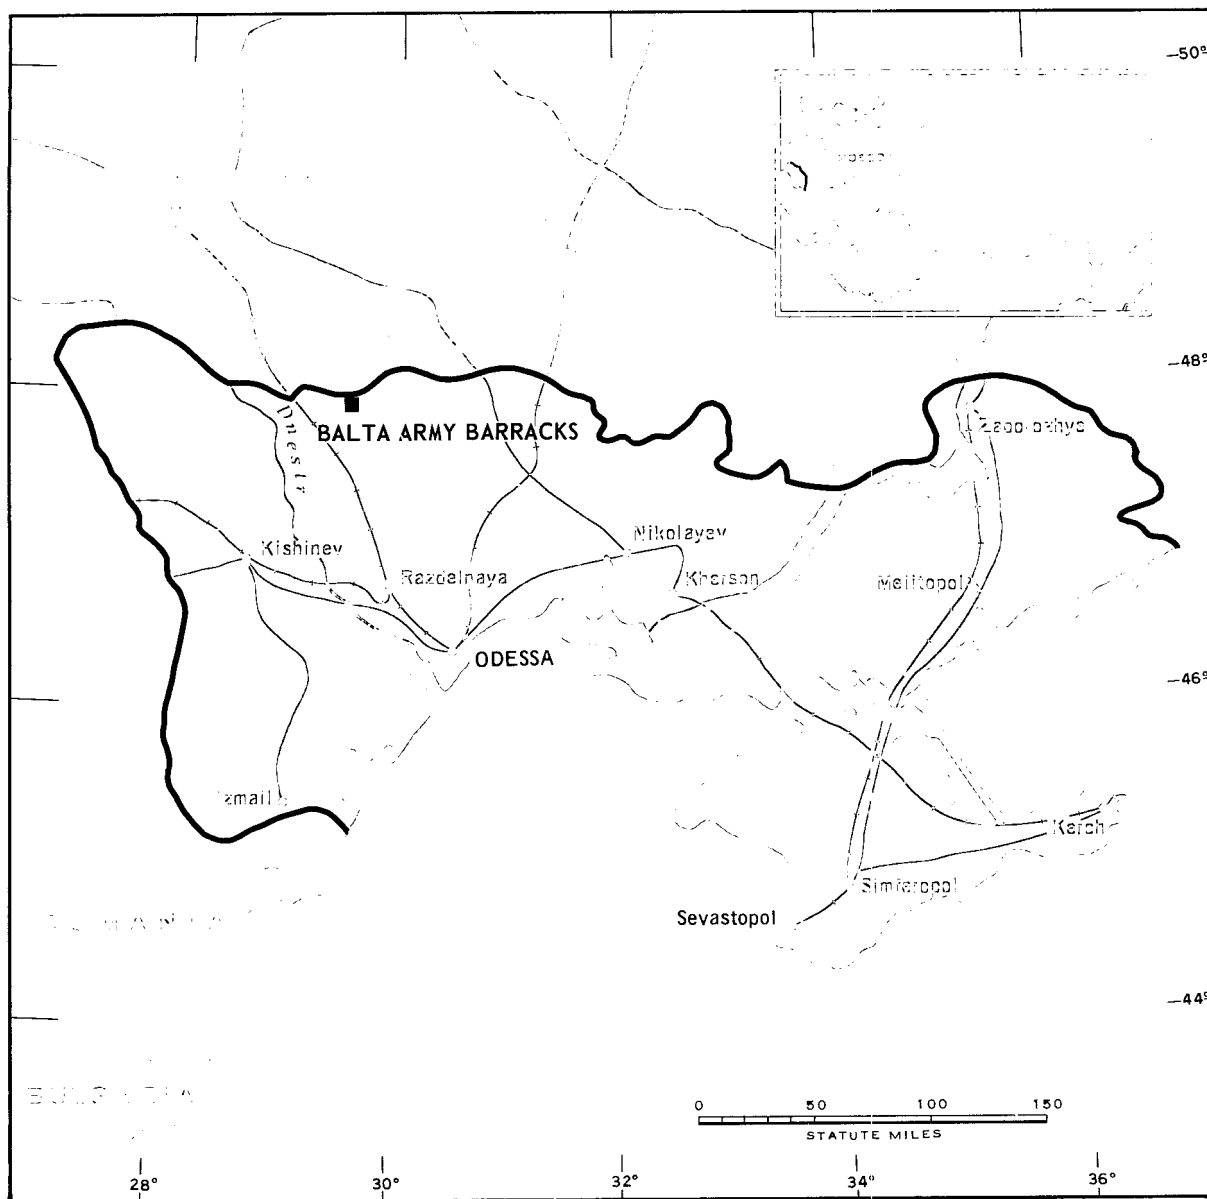 50°
48°
Dnestr
BALTA ARMY BARRACKS
Zaporozhye
Kishinev
Nikolayev
Razdelnaya
Kherson
Melitopol
ODESSA
46°
Izmail
Kerch
Simferopol
Sevastopol
44°
0 50 100 150
STATUTE MILES
28° 30° 32° 34° 36°